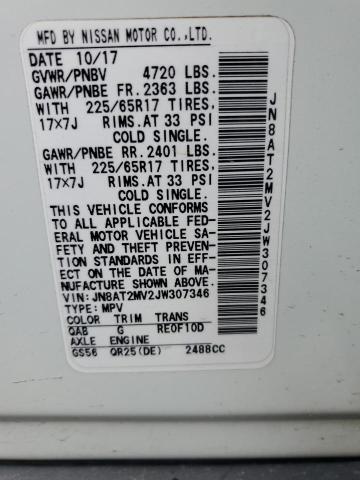 MFD BY NISSAN MOTOR CO.,LTD.
DATE 10/17
GVWR/PNBV 4720 LBS.
GAWR/PNBE FR. 2363 LBS.
WITH 225/65R17 TIRES,
17×7J RIMS.AT 33 PSI
COLD SINGLE.
GAWR/PNBE RR. 2401 LBS.
WITH 225/65R17 TIRES,
17×7J RIMS.AT 33 PSI
COLD SINGLE.
THIS VEHICLE CONFORMS
TO ALL APPLICABLE FED-
ERAL MOTOR VEHICLE SA-
FETY AND THEFT PREVEN-
TION STANDARDS IN EFF-
ECT ON THE DATE OF MA-
NUFACTURE SHOWN ABOVE.
VIN:JN8AT2MV2JW307346
TYPE:MPV
COLOR TRIM TRANS
QAB G RE0F10D
AXLE ENGINE
GS56 QR25(DE) 2488CC
JN8AT2MV2JW307346